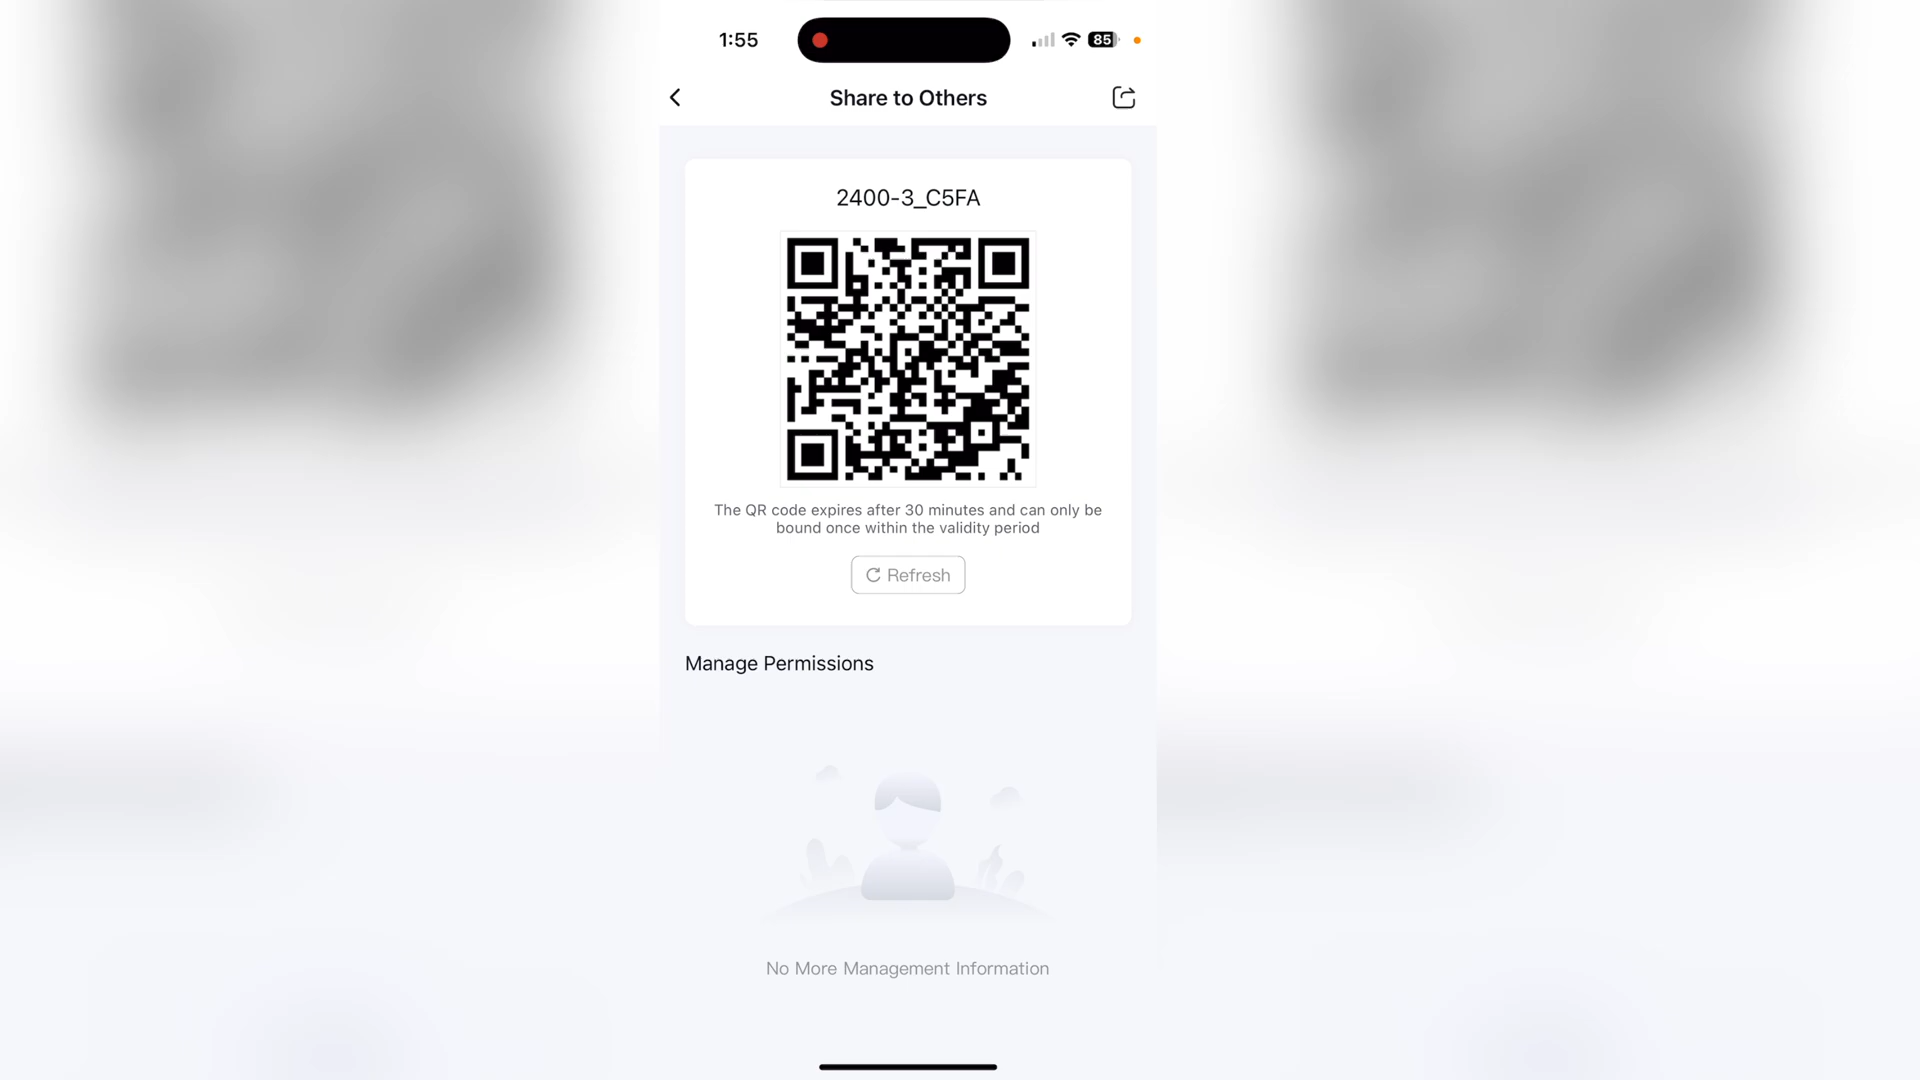 1:55
85
Share to Others
2400-3_C5FA
The QR code expires after 30 minutes and can only be
bound once within the validity period
Refresh
Manage Permissions
No More Management Information